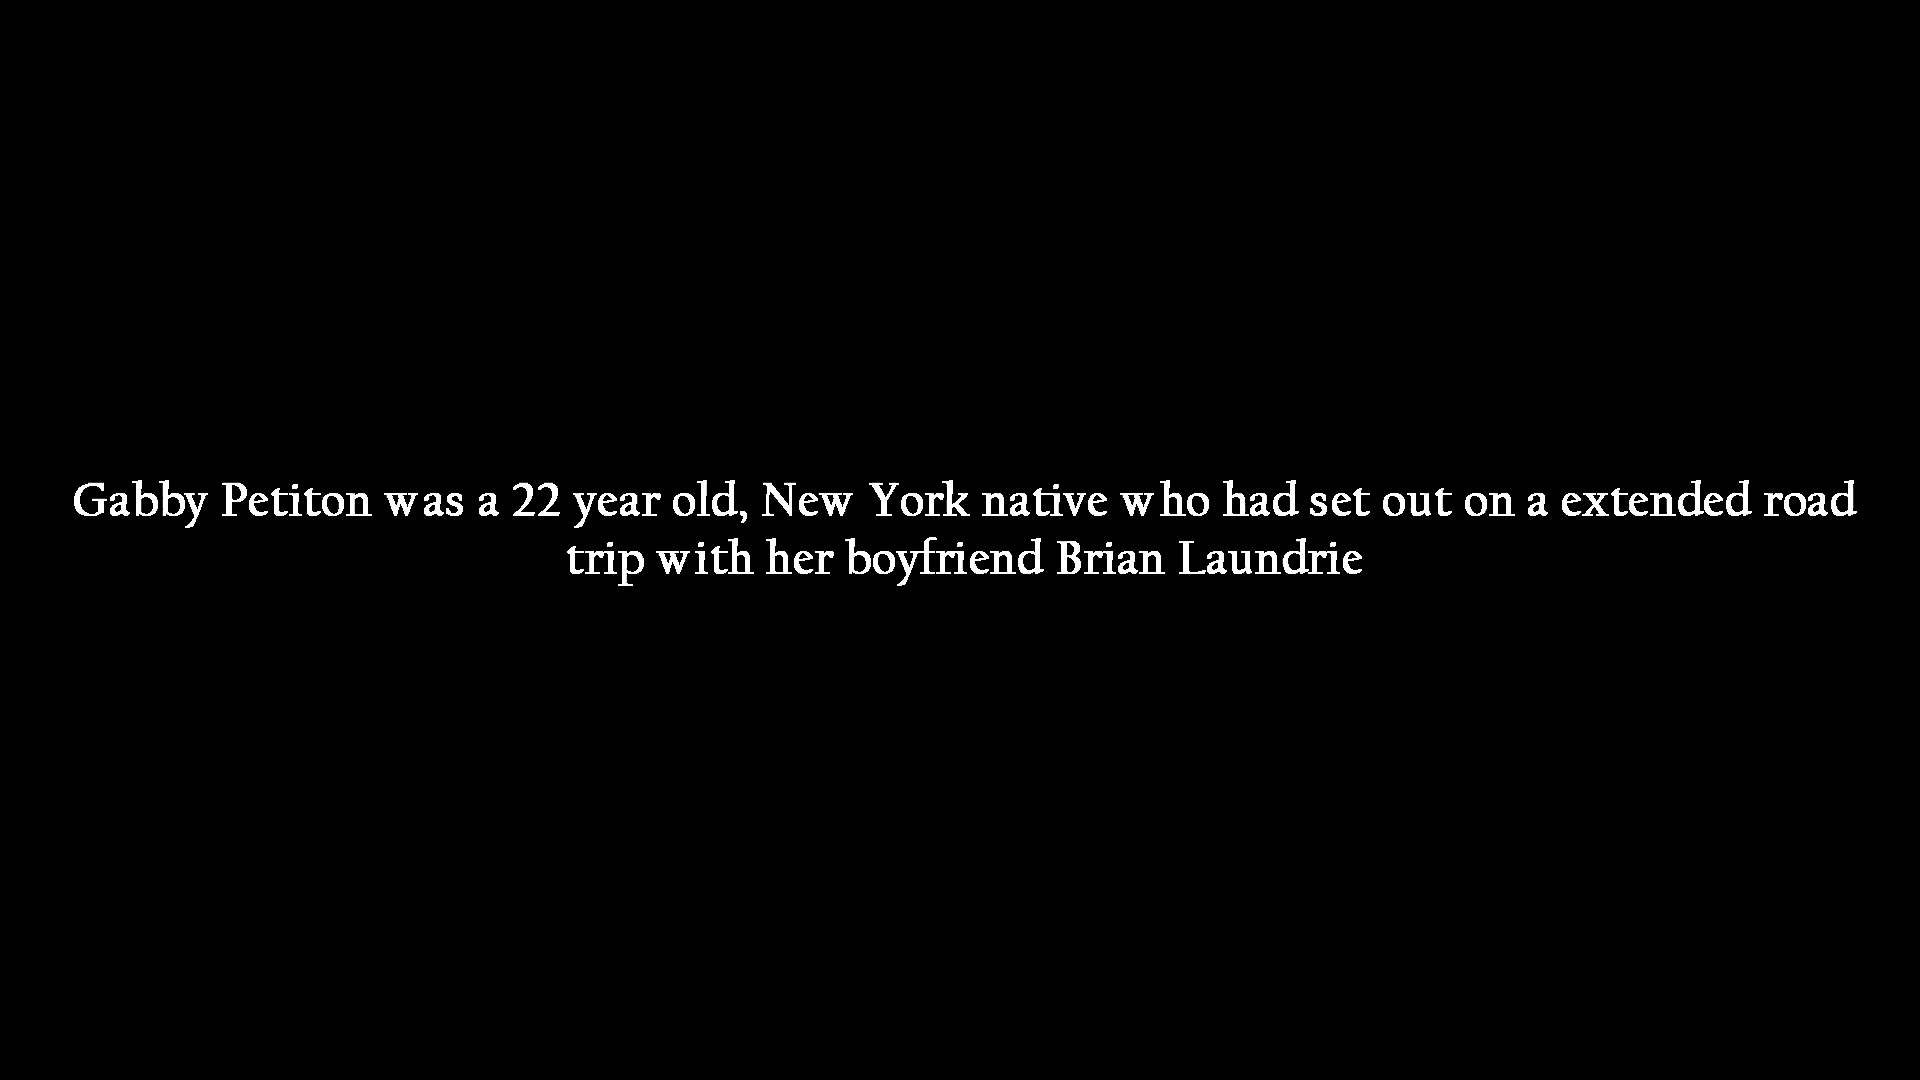 Gabby Petiton was a 22 year old, New York native who had set out on a extended road
trip with her boyfriend Brian Laundrie